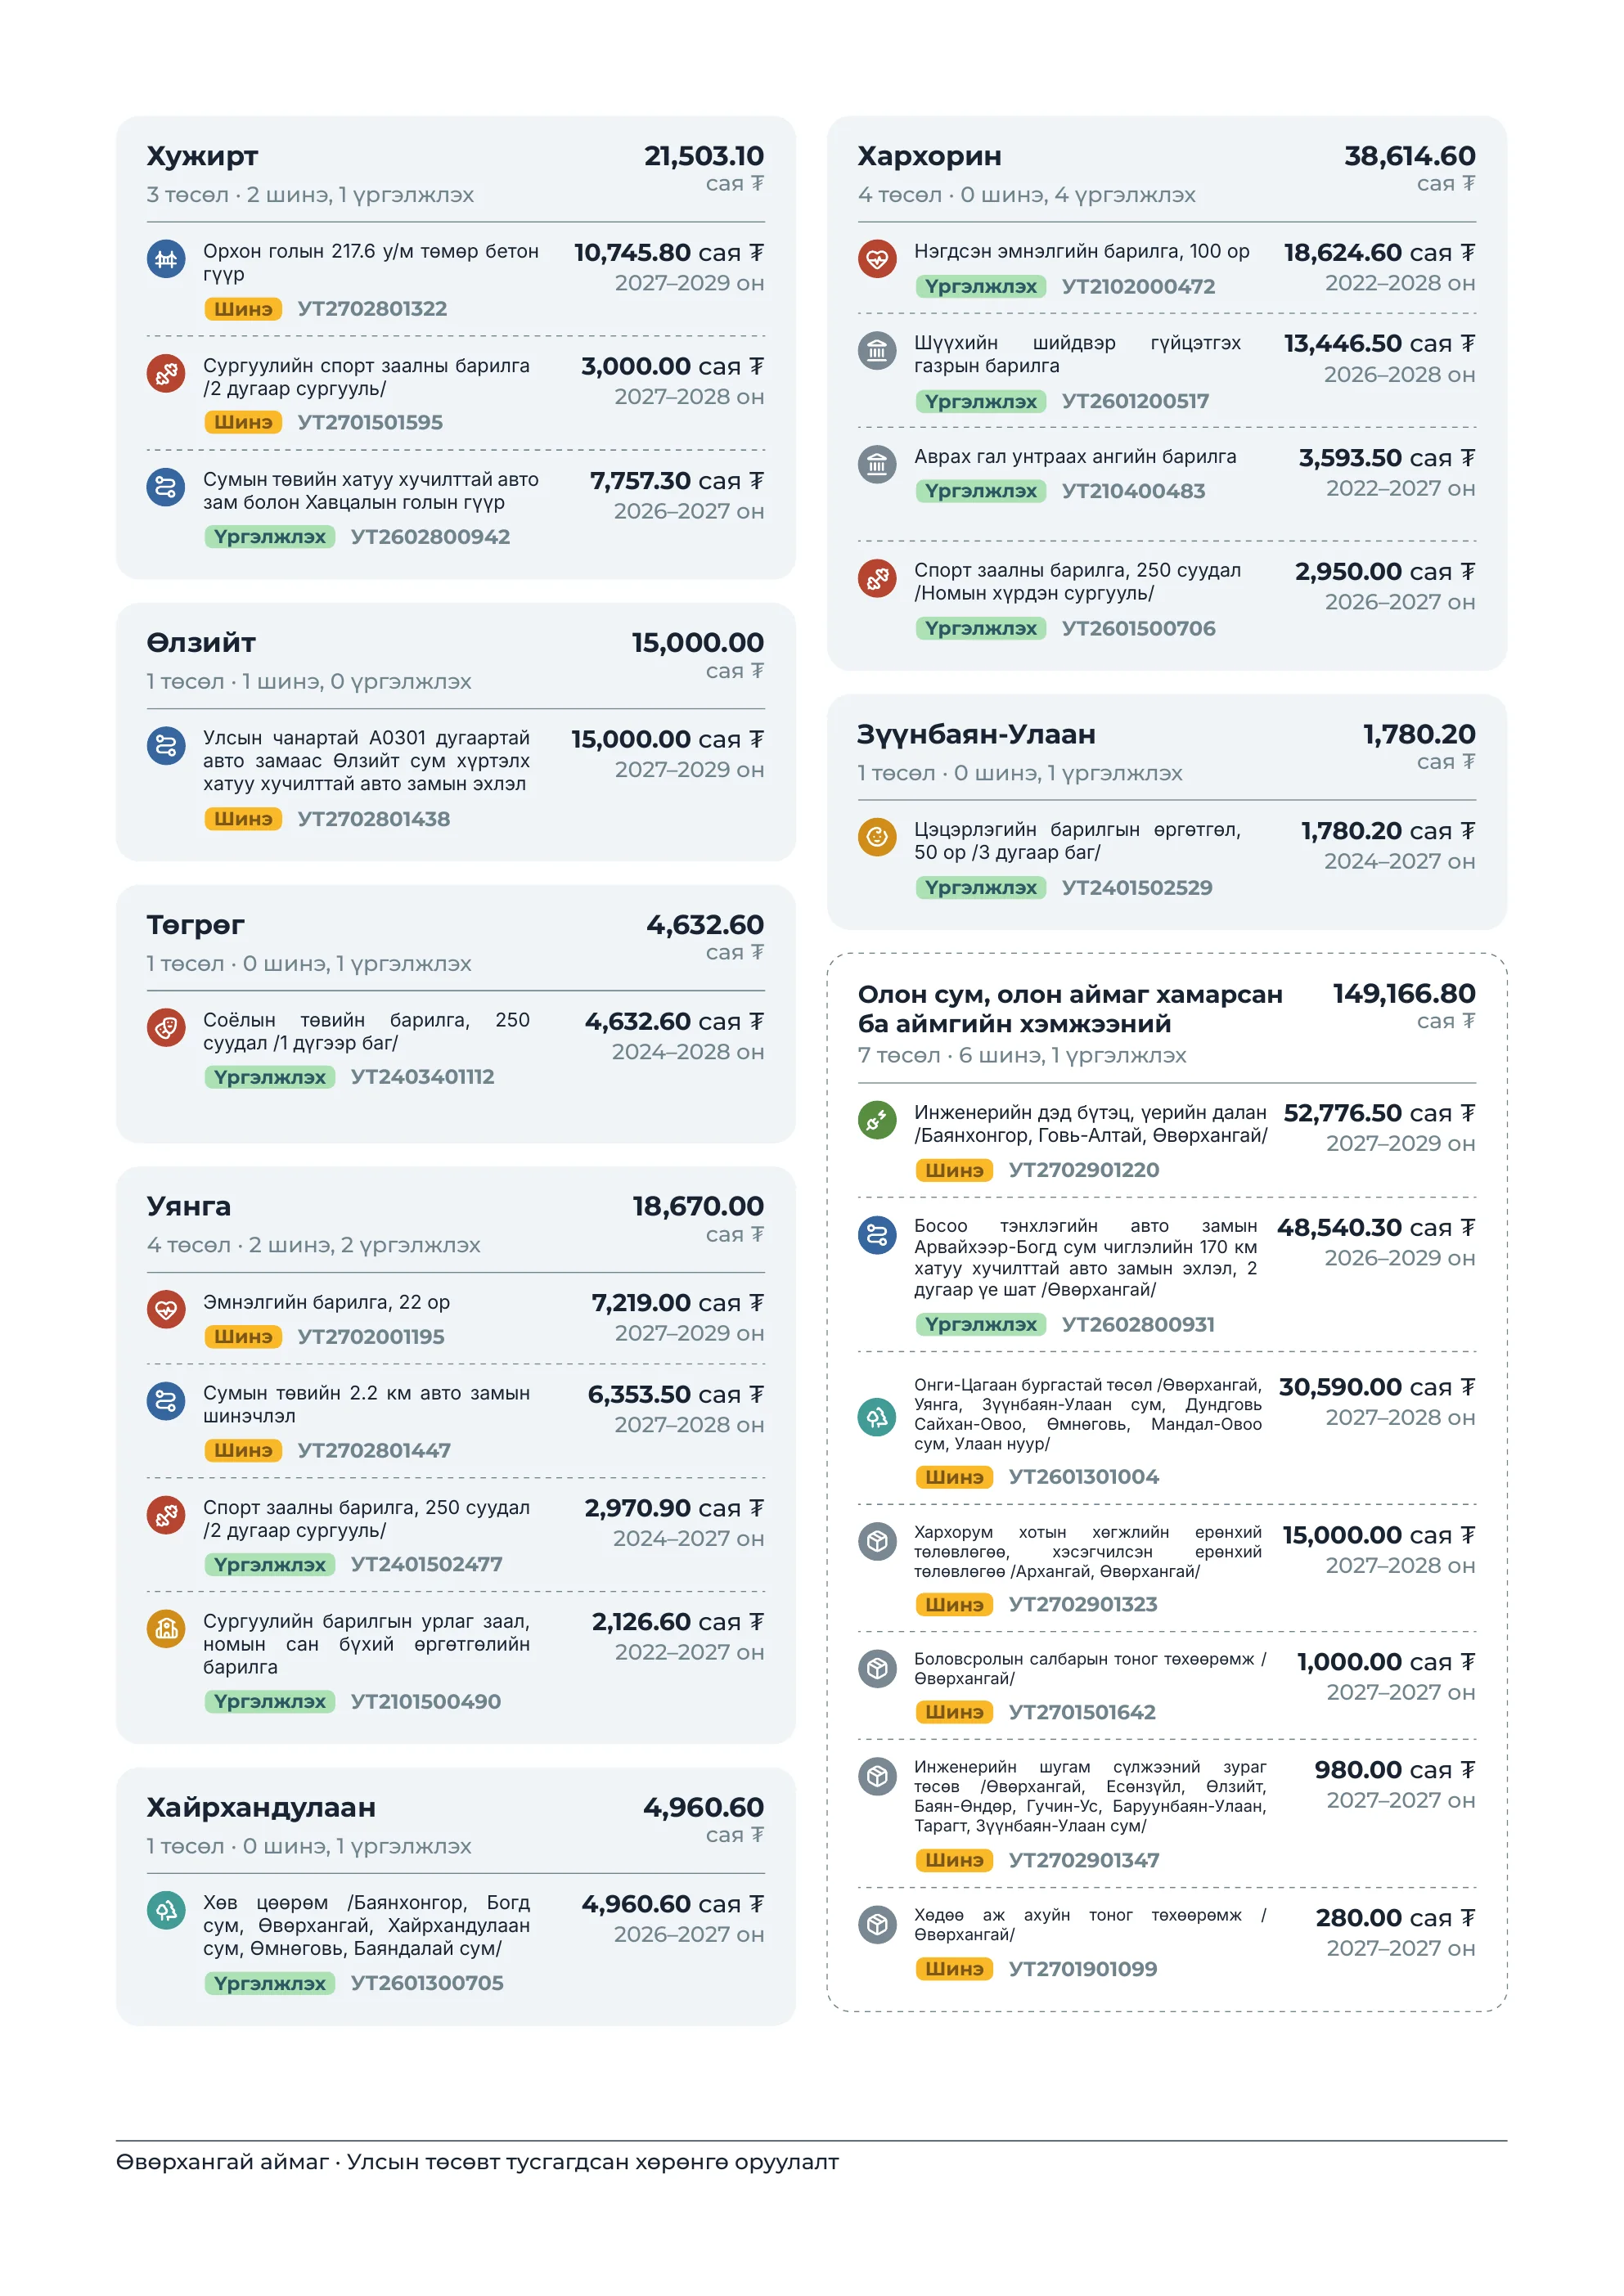 Хужирт
21,503.10
3 төсөл · 2 шинэ, 1 үргэлжлэх
сая ₮
Орхон голын 217.6 у/м төмөр бетон
гүүр
10,745.80 сая ₮
2027–2029 он
Шинэ УТ2702801322
Сургуулийн спорт заалны барилга
/2 дугаар сургууль/
3,000.00 сая ₮
2027–2028 он
Шинэ УТ2701501595
Сумын төвийн хатуу хучилттай авто
зам болон Хавцалын голын гүүр
7,757.30 сая ₮
2026–2027 он
Үргэлжлэх УТ2602800942
Өлзийт
15,000.00
1 төсөл · 1 шинэ, 0 үргэлжлэх
сая ₮
Улсын чанартай А0301 дугаартай
авто замаас Өлзийт сум хүртэлх
хатуу хучилттай авто замын эхлэл
15,000.00 сая ₮
2027–2029 он
Шинэ УТ2702801438
Төгрөг
4,632.60
1 төсөл · 0 шинэ, 1 үргэлжлэх
сая ₮
Соёлын төвийн барилга, 250
суудал /1 дүгээр баг/
4,632.60 сая ₮
2024–2028 он
Үргэлжлэх УТ2403401112
Уянга
18,670.00
4 төсөл · 2 шинэ, 2 үргэлжлэх
сая ₮
Эмнэлгийн барилга, 22 ор
7,219.00 сая ₮
2027–2029 он
Шинэ УТ2702001195
Сумын төвийн 2.2 км авто замын
шинэчлэл
6,353.50 сая ₮
2027–2028 он
Шинэ УТ2702801447
Спорт заалны барилга, 250 суудал
/2 дугаар сургууль/
2,970.90 сая ₮
2024–2027 он
Үргэлжлэх УТ2401502477
Сургуулийн барилгын урлаг заал,
номын сан бүхий өргөтгөлийн
барилга
2,126.60 сая ₮
2022–2027 он
Үргэлжлэх УТ2101500490
Хайрхандулаан
4,960.60
1 төсөл · 0 шинэ, 1 үргэлжлэх
сая ₮
Хөв цөөрөм /Баянхонгор, Богд
сум, Өвөрхангай, Хайрхандулаан
сум, Өмнөговь, Баяндалай сум/
4,960.60 сая ₮
2026–2027 он
Үргэлжлэх УТ2601300705
Хархорин
38,614.60
4 төсөл · 0 шинэ, 4 үргэлжлэх
сая ₮
Нэгдсэн эмнэлгийн барилга, 100 ор
18,624.60 сая ₮
2022–2028 он
Үргэлжлэх УТ2102000472
Шүүхийн шийдвэр гүйцэтгэх
газрын барилга
13,446.50 сая ₮
2026–2028 он
Үргэлжлэх УТ2601200517
Аврах гал унтраах ангийн барилга
3,593.50 сая ₮
2022–2027 он
Үргэлжлэх УТ210400483
Спорт заалны барилга, 250 суудал
/Номын хүрдэн сургууль/
2,950.00 сая ₮
2026–2027 он
Үргэлжлэх УТ2601500706
Зүүнбаян-Улаан
1,780.20
1 төсөл · 0 шинэ, 1 үргэлжлэх
сая ₮
Цэцэрлэгийн барилгын өргөтгөл,
50 ор /3 дугаар баг/
1,780.20 сая ₮
2024–2027 он
Үргэлжлэх УТ2401502529
Олон сум, олон аймаг хамарсан
ба аймгийн хэмжээний
149,166.80
сая ₮
7 төсөл · 6 шинэ, 1 үргэлжлэх
Инженерийн дэд бүтэц, үерийн далан
/Баянхонгор, Говь-Алтай, Өвөрхангай/
52,776.50 сая ₮
2027–2029 он
Шинэ УТ2702901220
Босоо тэнхлэгийн авто замын
Арвайхээр-Богд сум чиглэлийн 170 км
хатуу хучилттай авто замын эхлэл, 2
дугаар үе шат /Өвөрхангай/
48,540.30 сая ₮
2026–2029 он
Үргэлжлэх УТ2602800931
Онги-Цагаан бургастай төсөл /Өвөрхангай,
Уянга, Зүүнбаян-Улаан сум, Дундговь
Сайхан-Овоо, Өмнөговь, Мандал-Овоо
сум, Улаан нуур/
30,590.00 сая ₮
2027–2028 он
Шинэ УТ2601301004
Хархорум хотын хөгжлийн ерөнхий
төлөвлөгөө, хэсэгчилсэн ерөнхий
төлөвлөгөө /Архангай, Өвөрхангай/
15,000.00 сая ₮
2027–2028 он
Шинэ УТ2702901323
Боловсролын салбарын тоног төхөөрөмж /
Өвөрхангай/
1,000.00 сая ₮
2027–2027 он
Шинэ УТ2701501642
Инженерийн шугам сүлжээний зураг
төсөв /Өвөрхангай, Есөнзүйл, Өлзийт,
Баян-Өндөр, Гучин-Ус, Баруунбаян-Улаан,
Тарагт, Зүүнбаян-Улаан сум/
980.00 сая ₮
2027–2027 он
Шинэ УТ2702901347
Хөдөө аж ахуйн тоног төхөөрөмж /
Өвөрхангай/
280.00 сая ₮
2027–2027 он
Шинэ УТ2701901099
Өвөрхангай аймаг · Улсын төсөвт тусгагдсан хөрөнгө оруулалт